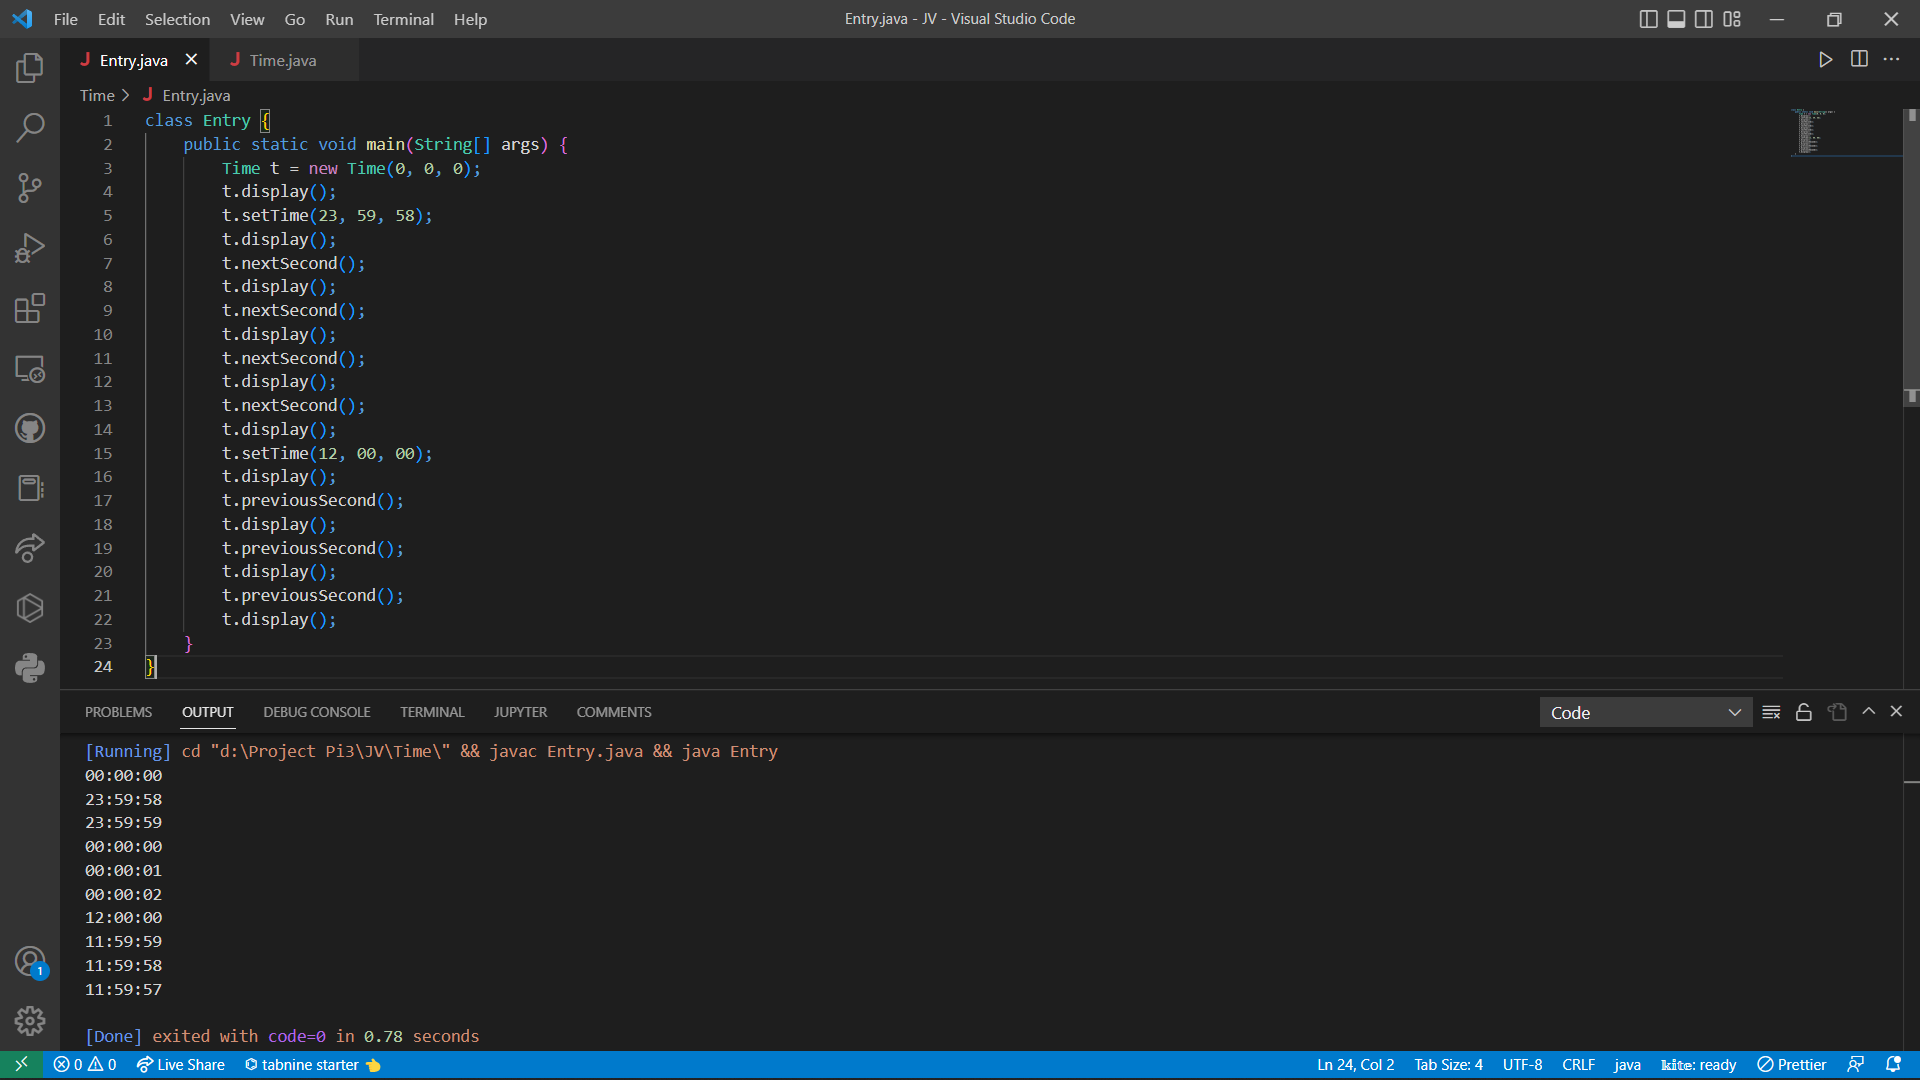 File Edit Selection View Go Run Terminal Help Entry.java - JV - Visual Studio Code
Entry.java Time.java
Time > Entry.java
1 class Entry {
2     public static void main(String[] args) {
3         Time t = new Time(0, 0, 0);
4         t.display();
5         t.setTime(23, 59, 58);
6         t.display();
7         t.nextSecond();
8         t.display();
9         t.nextSecond();
10         t.display();
11         t.nextSecond();
12         t.display();
13         t.nextSecond();
14         t.display();
15         t.setTime(12, 00, 00);
16         t.display();
17         t.previousSecond();
18         t.display();
19         t.previousSecond();
20         t.display();
21         t.previousSecond();
22         t.display();
23     }
24 }
PROBLEMS OUTPUT DEBUG CONSOLE TERMINAL JUPYTER COMMENTS Code
[Running] cd "d:\Project Pi3\JV\Time\" && javac Entry.java && java Entry
00:00:00
23:59:58
23:59:59
00:00:00
00:00:01
00:00:02
12:00:00
11:59:59
11:59:58
11:59:57
1
[Done] exited with code=0 in 0.78 seconds
0 0 Live Share tabnine starter 👈 Ln 24, Col 2 Tab Size: 4 UTF-8 CRLF java kite: ready Prettier